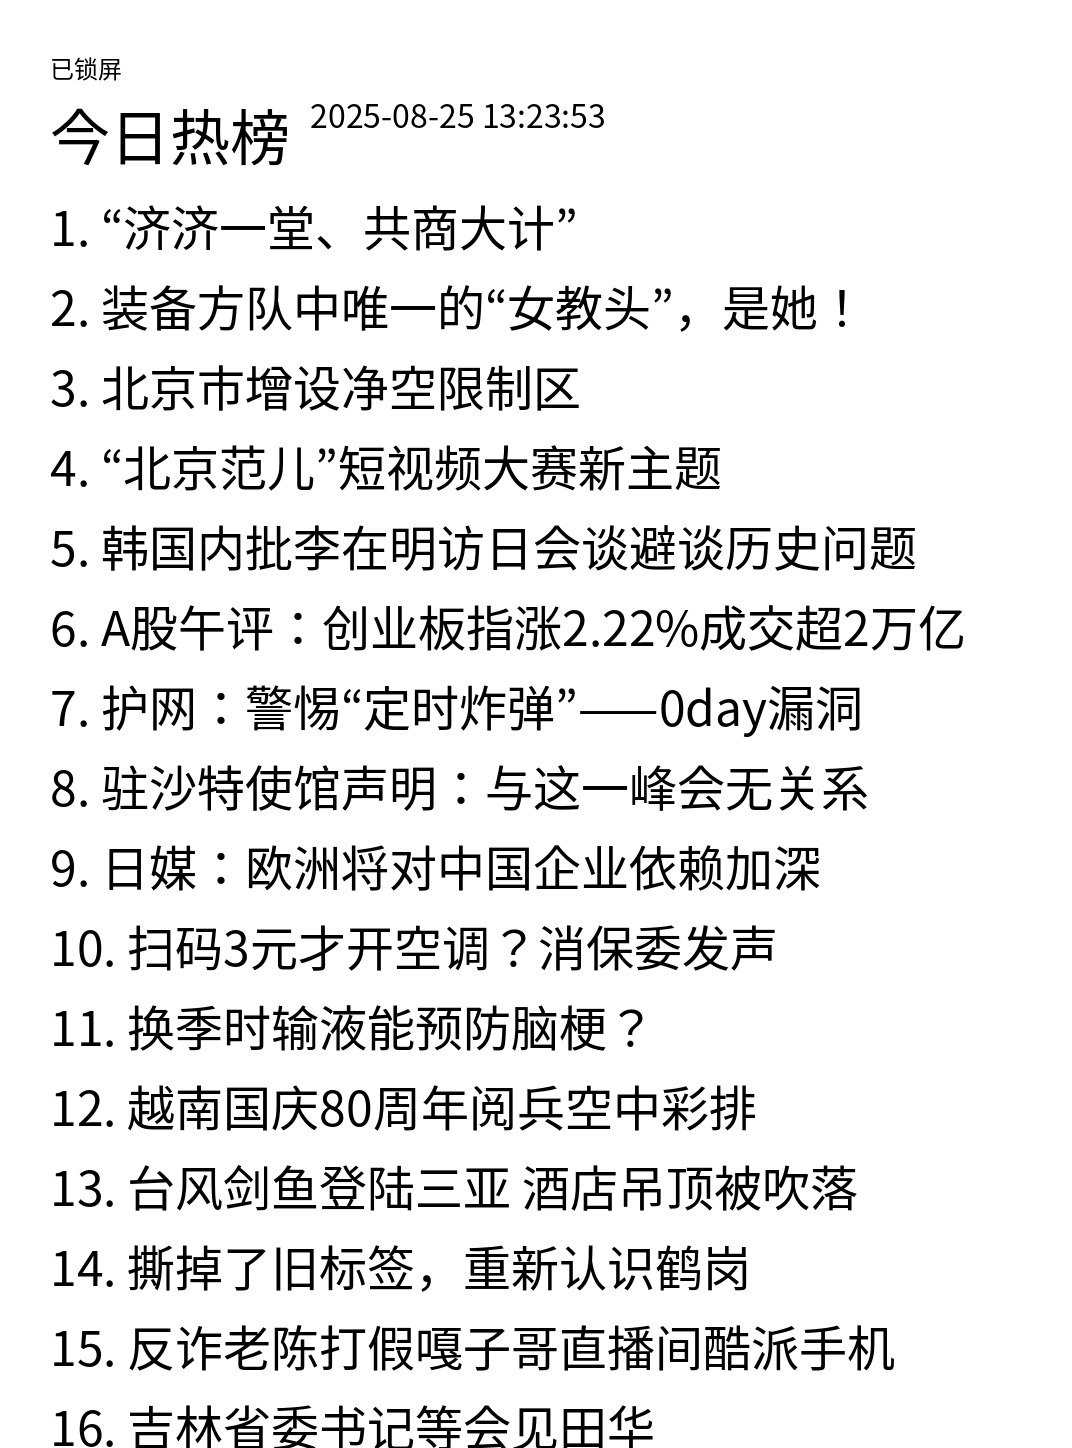 已锁屏
今日热榜 2025-08-25 13:23:53
1. “济济一堂、共商大计”
2. 装备方队中唯一的“女教头”，是她！
3. 北京市增设净空限制区
4. “北京范儿”短视频大赛新主题
5. 韩国内批李在明访日会谈避谈历史问题
6. A股午评：创业板指涨2.22%成交超2万亿
7. 护网：警惕“定时炸弹”——0day漏洞
8. 驻沙特使馆声明：与这一峰会无关系
9. 日媒：欧洲将对中国企业依赖加深
10. 扫码3元才开空调？消保委发声
11. 换季时输液能预防脑梗？
12. 越南国庆80周年阅兵空中彩排
13. 台风剑鱼登陆三亚 酒店吊顶被吹落
14. 撕掉了旧标签，重新认识鹤岗
15. 反诈老陈打假嘎子哥直播间酷派手机
16. 吉林省委书记等会见田华